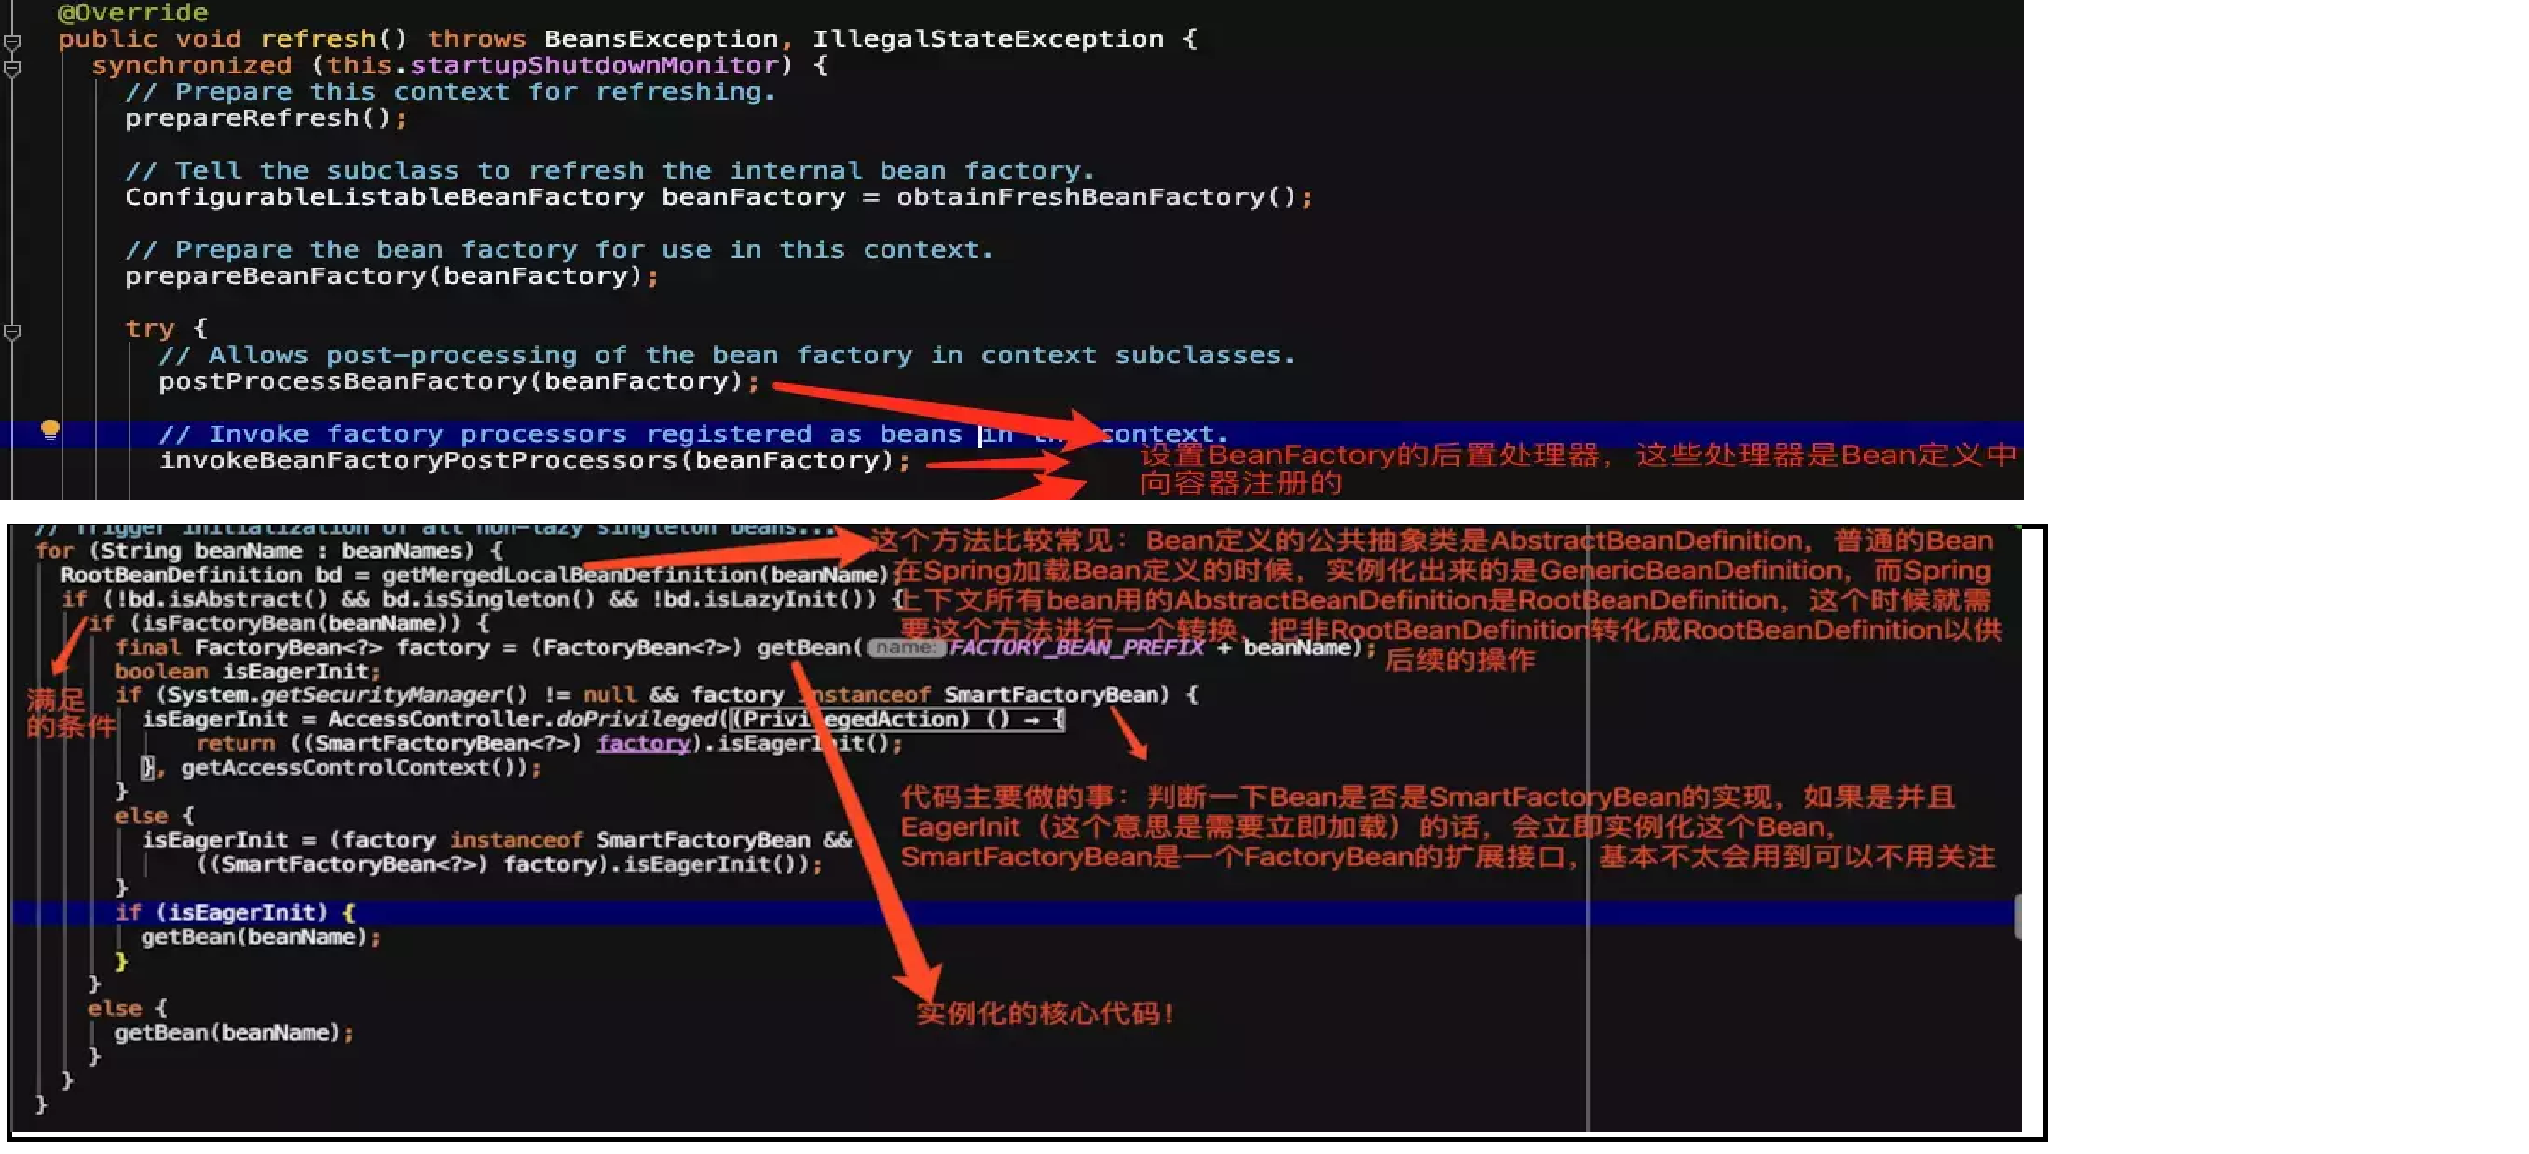 @Override
public void refresh() throws BeansException, IllegalStateException {
synchronized (this.startupShutdownMonitor) {
// Prepare this context for refreshing.
prepareRefresh();
// Tell the subclass to refresh the internal bean factory.
ConfigurableListableBeanFactory beanFactory = obtainFreshBeanFactory();
// Prepare the bean factory for use in this context.
prepareBeanFactory(beanFactory);
try {
// Allows post-processing of the bean factory in context subclasses.
postProcessBeanFactory(beanFactory);
// Invoke factory processors registered as beans in context.
invokeBeanFactoryPostProcessors(beanFactory);
设置BeanFactory的后置处理器，这些处理器是Bean定义中
向容器注册的
// Trigger initialization of all non-lazy singleton beans...
for (String beanName : beanNames) {
RootBeanDefinition bd = getMergedLocalBeanDefinition(beanName);
if (!bd.isAbstract() && bd.isSingleton() && !bd.isLazyInit()) {
if (isFactoryBean(beanName)) {
final FactoryBean<?> factory = (FactoryBean<?>) getBean( name: FACTORY_BEAN_PREFIX + beanName);
boolean isEagerInit;
if (System.getSecurityManager() != null && factory instanceof SmartFactoryBean) {
isEagerInit = AccessController.doPrivileged((PrivilegedAction) () → {
return ((SmartFactoryBean<?>) factory).isEagerInit();
}, getAccessControlContext());
}
else {
isEagerInit = (factory instanceof SmartFactoryBean &&
((SmartFactoryBean<?>) factory).isEagerInit());
}
if (isEagerInit) {
getBean(beanName);
}
}
else {
getBean(beanName);
}
}
}
这个方法比较常见：Bean定义的公共抽象类是AbstractBeanDefinition，普通的Bean
在Spring加载Bean定义的时候，实例化出来的是GenericBeanDefinition，而Spring
上下文所有bean用的AbstractBeanDefinition是RootBeanDefinition，这个时候就需
要这个方法进行一个转换，把非RootBeanDefinition转化成RootBeanDefinition以供
后续的操作
满足
的条件
代码主要做的事：判断一下Bean是否是SmartFactoryBean的实现，如果是并且
EagerInit（这个意思是需要立即加载）的话，会立即实例化这个Bean，
SmartFactoryBean是一个FactoryBean的扩展接口，基本不太会用到可以不用关注
实例化的核心代码！